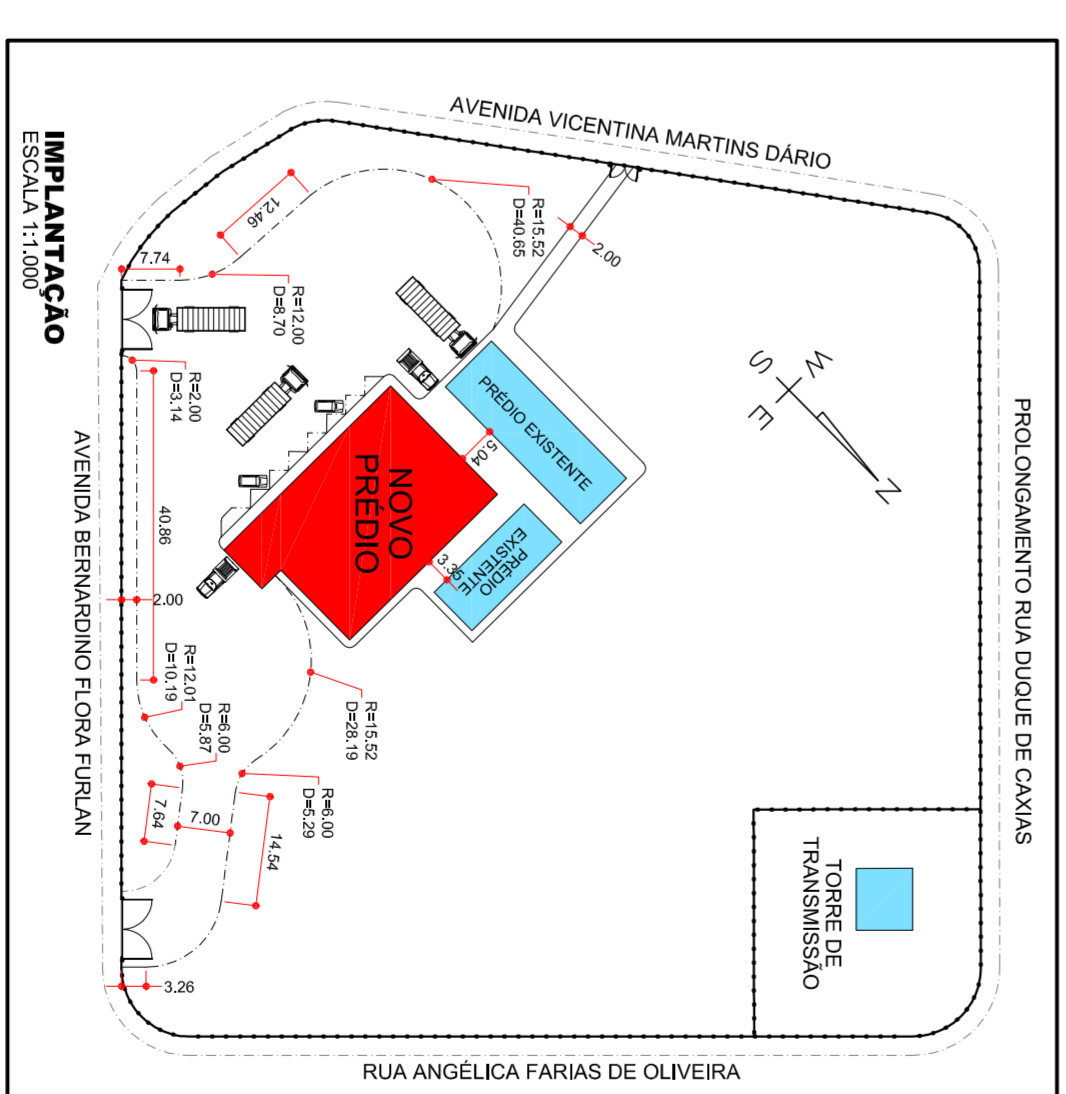 AVENIDA VICENTINA MARTINS DÁRIO
IMPLANTAÇÃO
ESCALA 1:1.000
12.46
R=15.52
D=40.65
2.00
7.74
R=12.00
D=8.70
W
S
E
N
PROLONGAMENTO RUA DUQUE DE CAXIAS
R=2.00
D=3.14
PRÉDIO EXISTENTE
5.04
NOVO
PRÉDIO
PRÉDIO
EXISTENTE
3.35
40.86
2.00
AVENIDA BERNARDINO FLORA FURLAN
R=12.01
D=10.19
R=6.00
D=5.87
R=15.52
D=28.19
R=6.00
D=5.29
7.64
7.00
14.54
TORRE DE
TRANSMISSÃO
3.26
RUA ANGÉLICA FARIAS DE OLIVEIRA